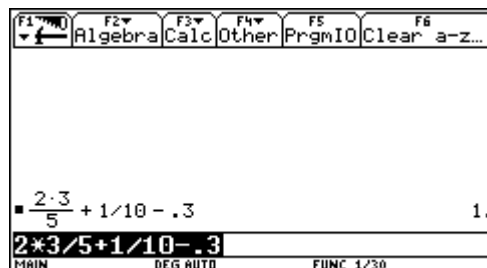 F1 F2 F3 F4 F5 F6
Algebra Calc Other PrgmIO Clear a-z…
2·3/5 + 1/10 - .3 1.
2*3/5+1/10-.3
MAIN DEG AUTO FUNC 1/30